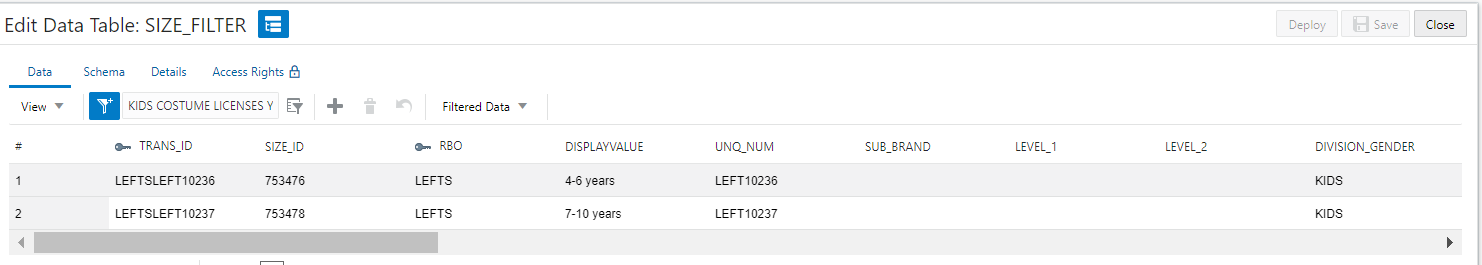 Edit Data Table: SIZE_FILTER
Deploy Save Close
Data Schema Details Access Rights
View KIDS COSTUME LICENSES Y Filtered Data
# TRANS_ID SIZE_ID RBO DISPLAYVALUE UNQ_NUM SUB_BRAND LEVEL_1 LEVEL_2 DIVISION_GENDER
1 LEFTSLEFT10236 753476 LEFTS 4-6 years LEFT10236 KIDS
2 LEFTSLEFT10237 753478 LEFTS 7-10 years LEFT10237 KIDS